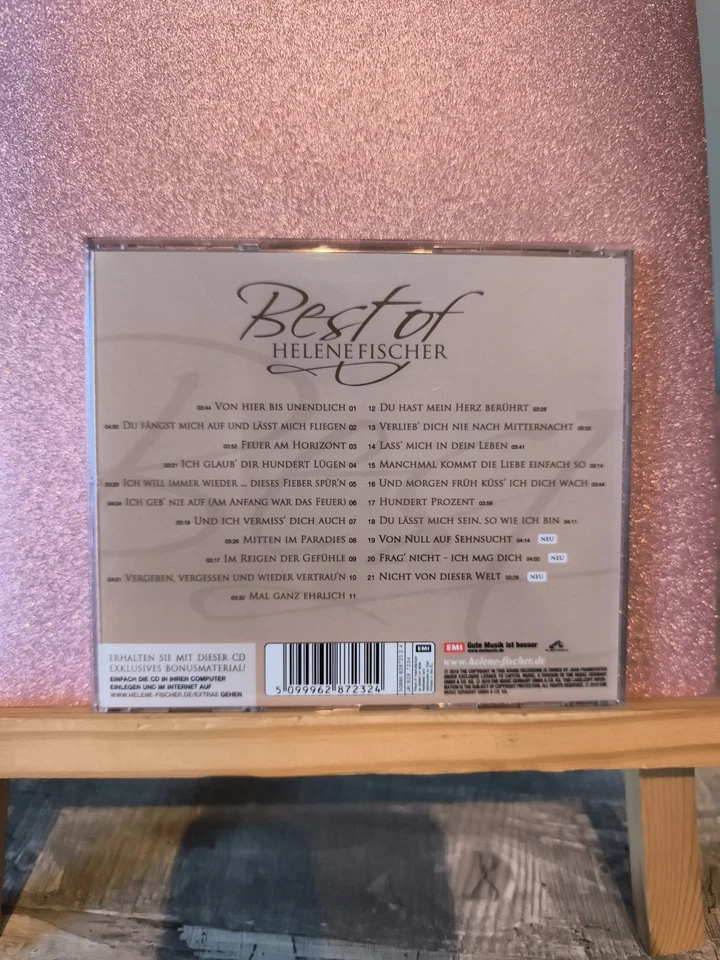 Best of
HELENE FISCHER
03:44 VON HIER BIS UNENDLICH 01
04:00 DU FÄNGST MICH AUF UND LÄSST MICH FLIEGEN 02
03:52 FEUER AM HORIZONT 03
03:21 ICH GLAUB' DIR HUNDERT LÜGEN 04
03:25 ICH WILL IMMER WIEDER ... DIESES FIEBER SPÜR'N 05
04:04 ICH GEB' NIE AUF (AM ANFANG WAR DAS FEUER) 06
03:19 UND ICH VERMISS' DICH AUCH 07
03:26 MITTEN IM PARADIES 08
03:17 IM REIGEN DER GEFÜHLE 09
04:01 VERGEBEN, VERGESSEN UND WIEDER VERTRAU'N 10
03:32 MAL GANZ EHRLICH 11
12 DU HAST MEIN HERZ BERÜHRT 03:28
13 VERLIEB' DICH NIE NACH MITTERNACHT 03:33
14 LASS' MICH IN DEIN LEBEN 03:41
15 MANCHMAL KOMMT DIE LIEBE EINFACH SO 03:14
16 UND MORGEN FRÜH KÜSS' ICH DICH WACH 03:44
17 HUNDERT PROZENT 03:58
18 DU LÄSST MICH SEIN, SO WIE ICH BIN 04:11
19 VON NULL AUF SEHNSUCHT 04:14 NEU
20 FRAG' NICHT - ICH MAG DICH 04:00 NEU
21 NICHT VON DIESER WELT 03:29 NEU
ERHALTEN SIE MIT DIESER CD
EXKLUSIVES BONUSMATERIAL!
EINFACH DIE CD IN IHREN COMPUTER
EINLEGEN UND IM INTERNET AUF
WWW.HELENE-FISCHER.DE/EXTRAS GEHEN.
5 099962 872324
EMI
EMI Gute Musik ist besser
www.helene-fischer.de